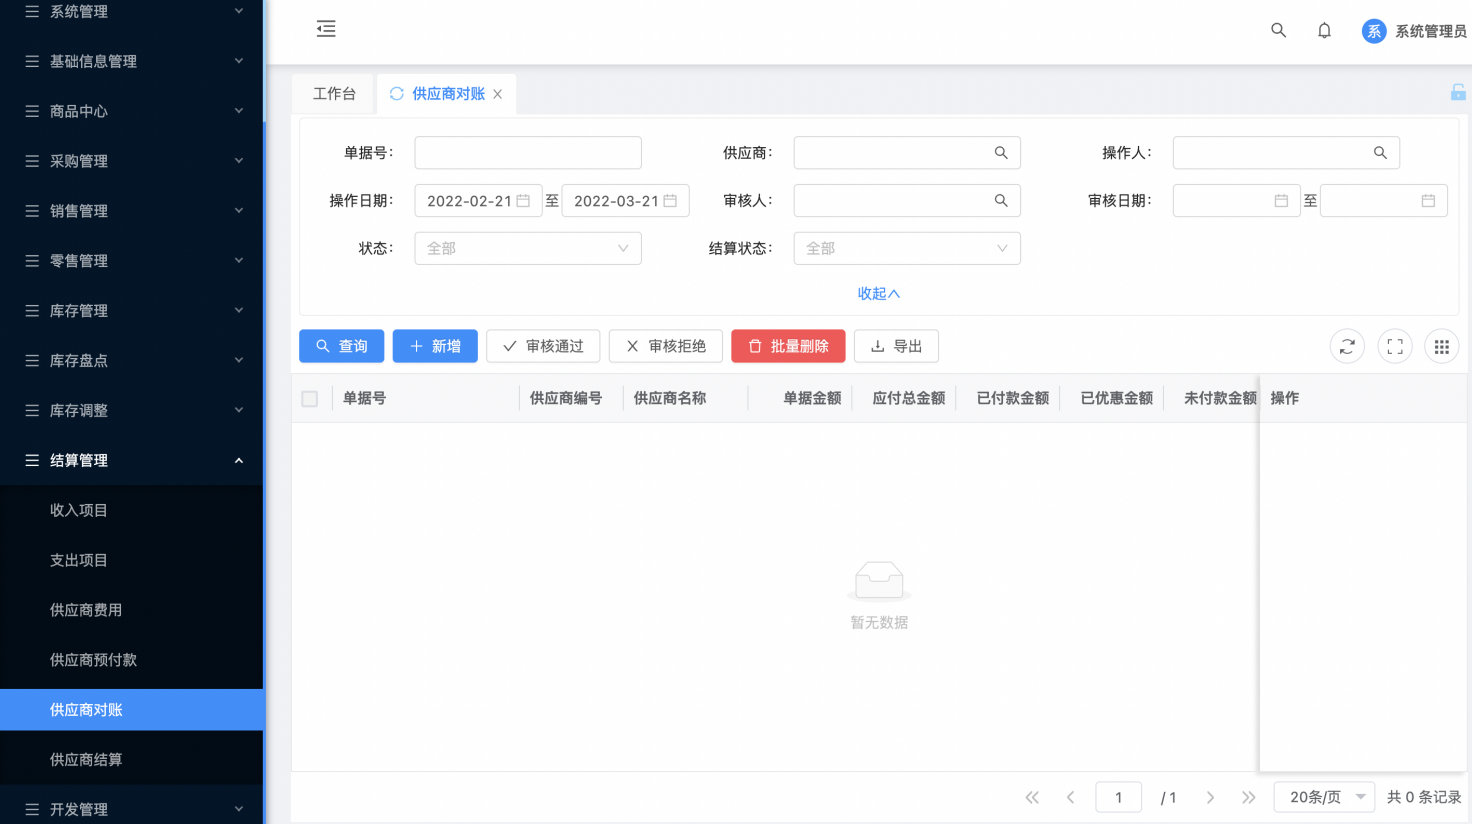 系统管理
基础信息管理
商品中心
采购管理
销售管理
零售管理
库存管理
库存盘点
库存调整
结算管理
收入项目
支出项目
供应商费用
供应商预付款
供应商对账
供应商结算
开发管理
系 系统管理员
工作台 供应商对账
单据号: 供应商: 操作人:
操作日期: 2022-02-21 至 2022-03-21 审核人: 审核日期: 至
状态: 全部 结算状态: 全部
收起
查询 新增 审核通过 审核拒绝 批量删除 导出
单据号 供应商编号 供应商名称 单据金额 应付总金额 已付款金额 已优惠金额 未付款金额 操作
暂无数据
1 / 1 20条/页 共 0 条记录